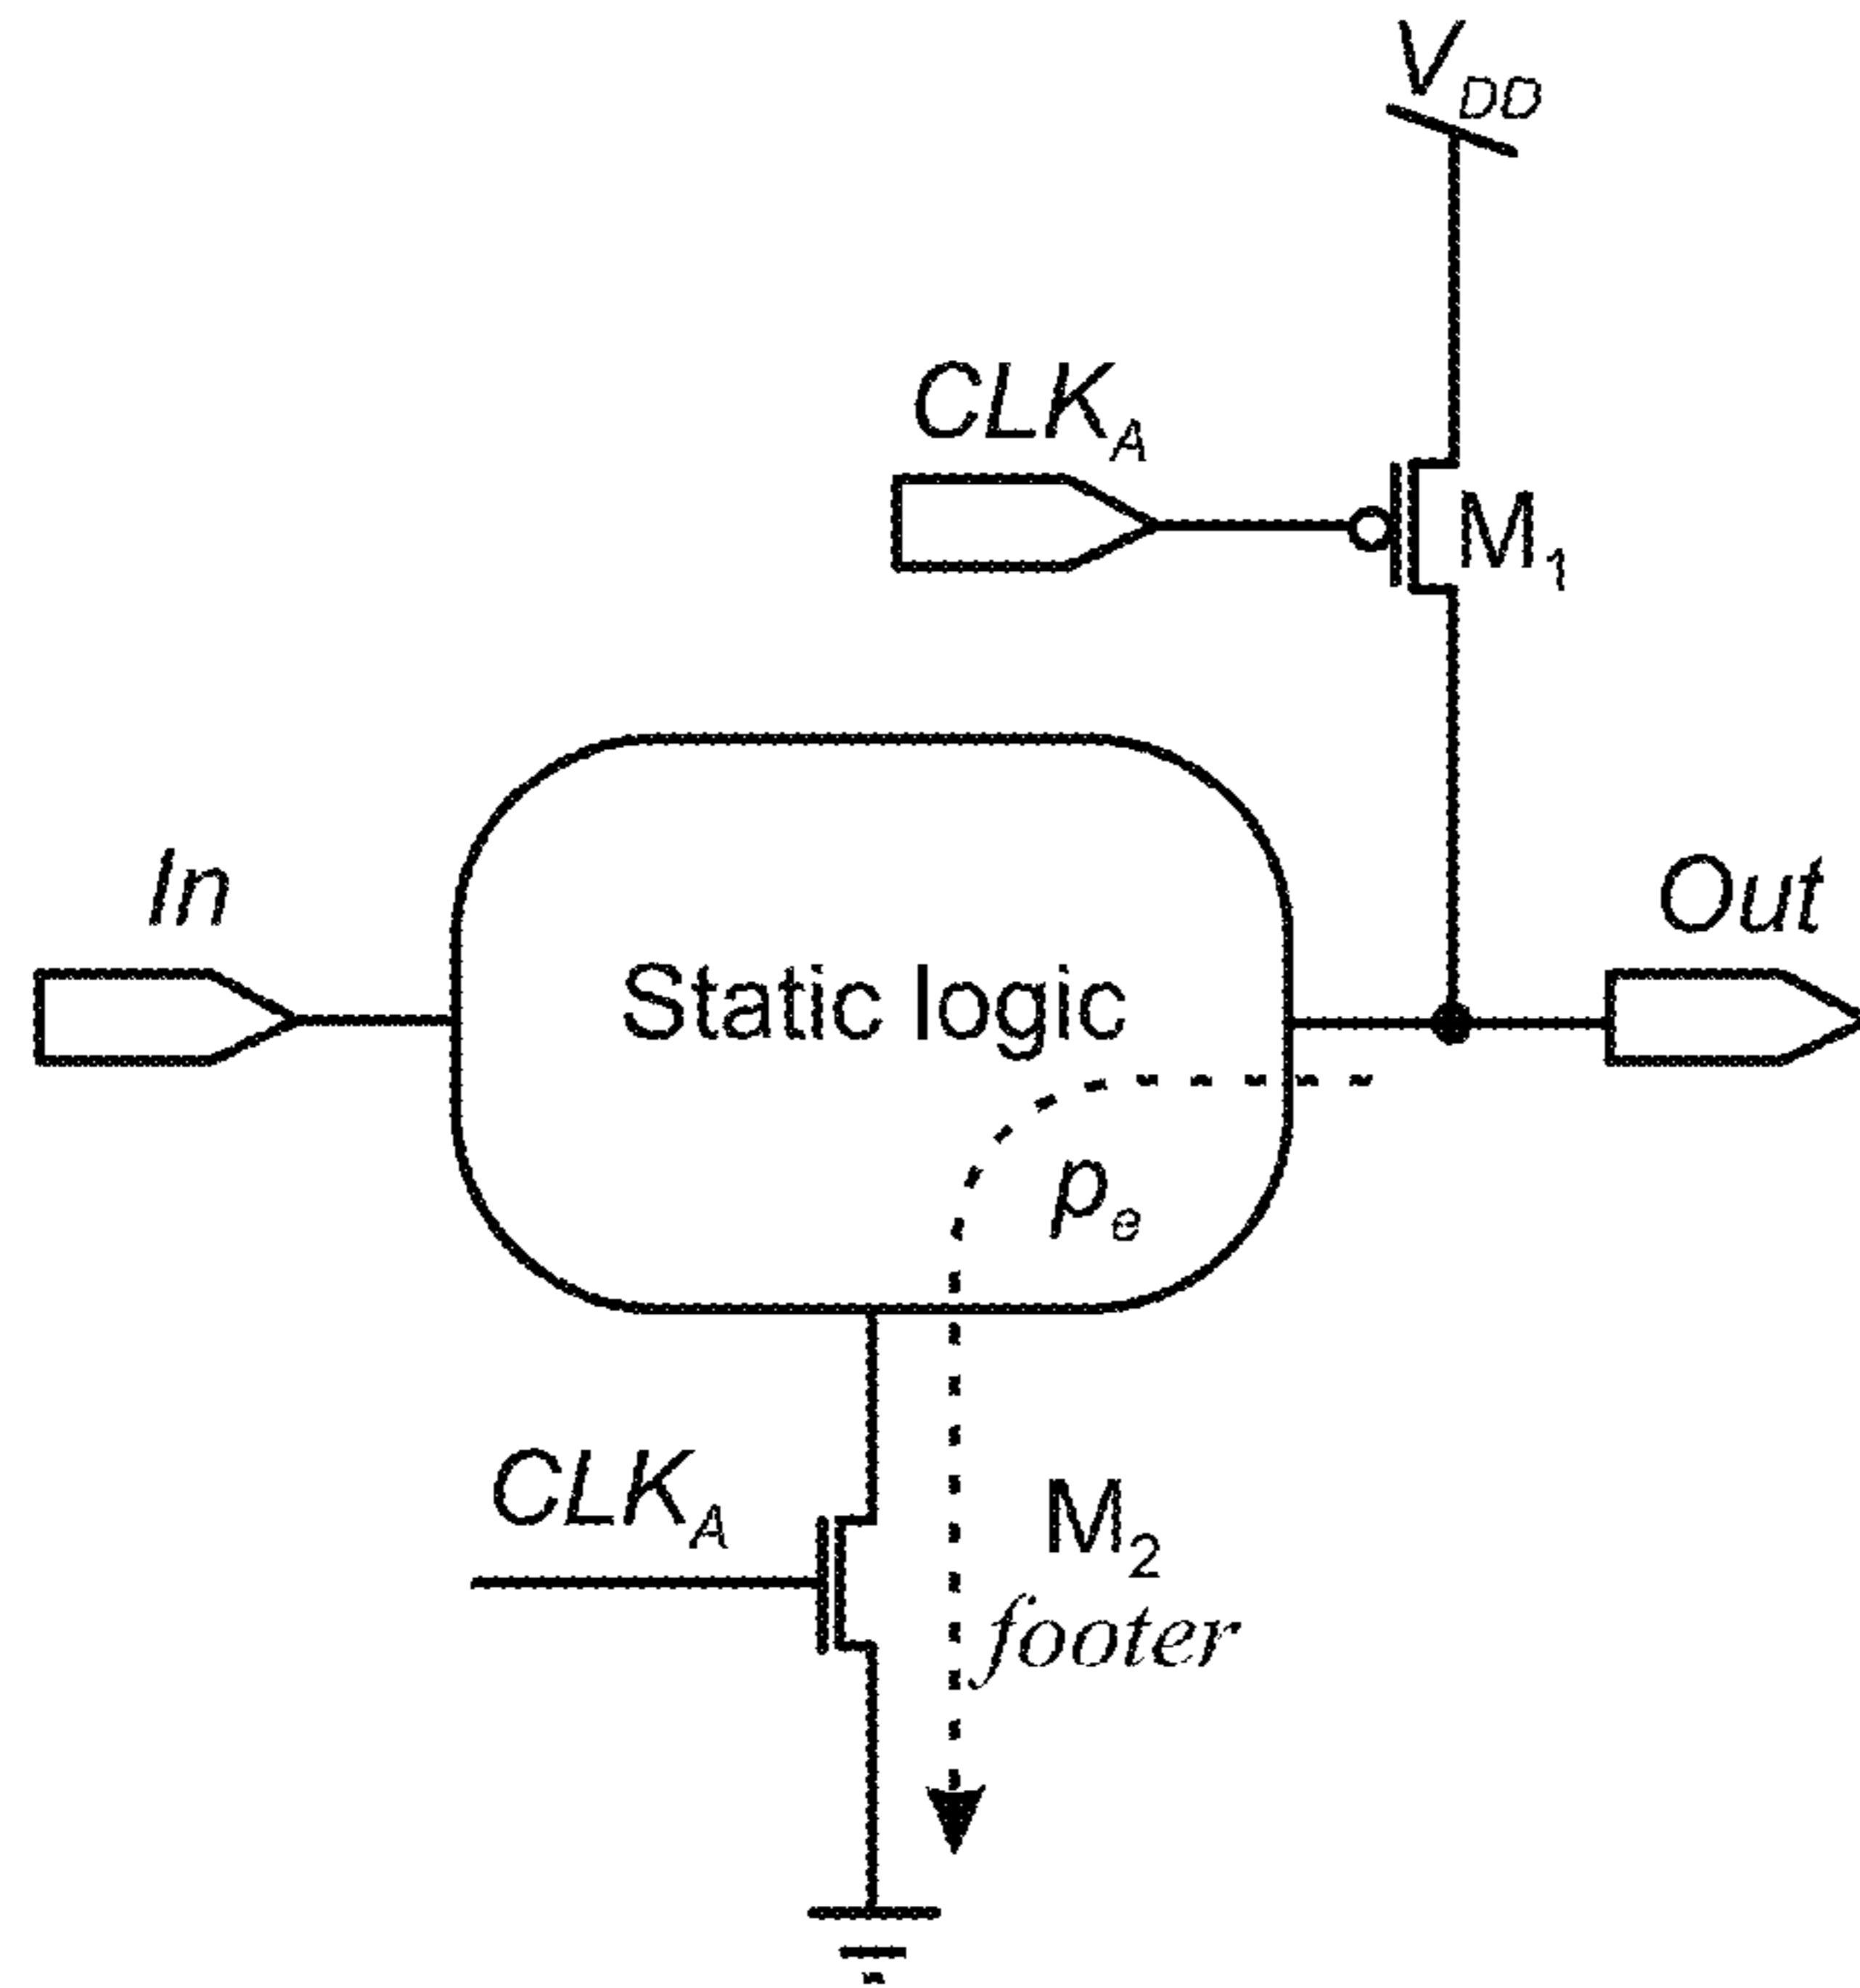 V_DD
CLK_A
M_1
In
Out
Static logic
p_e
CLK_A
M_2
footer